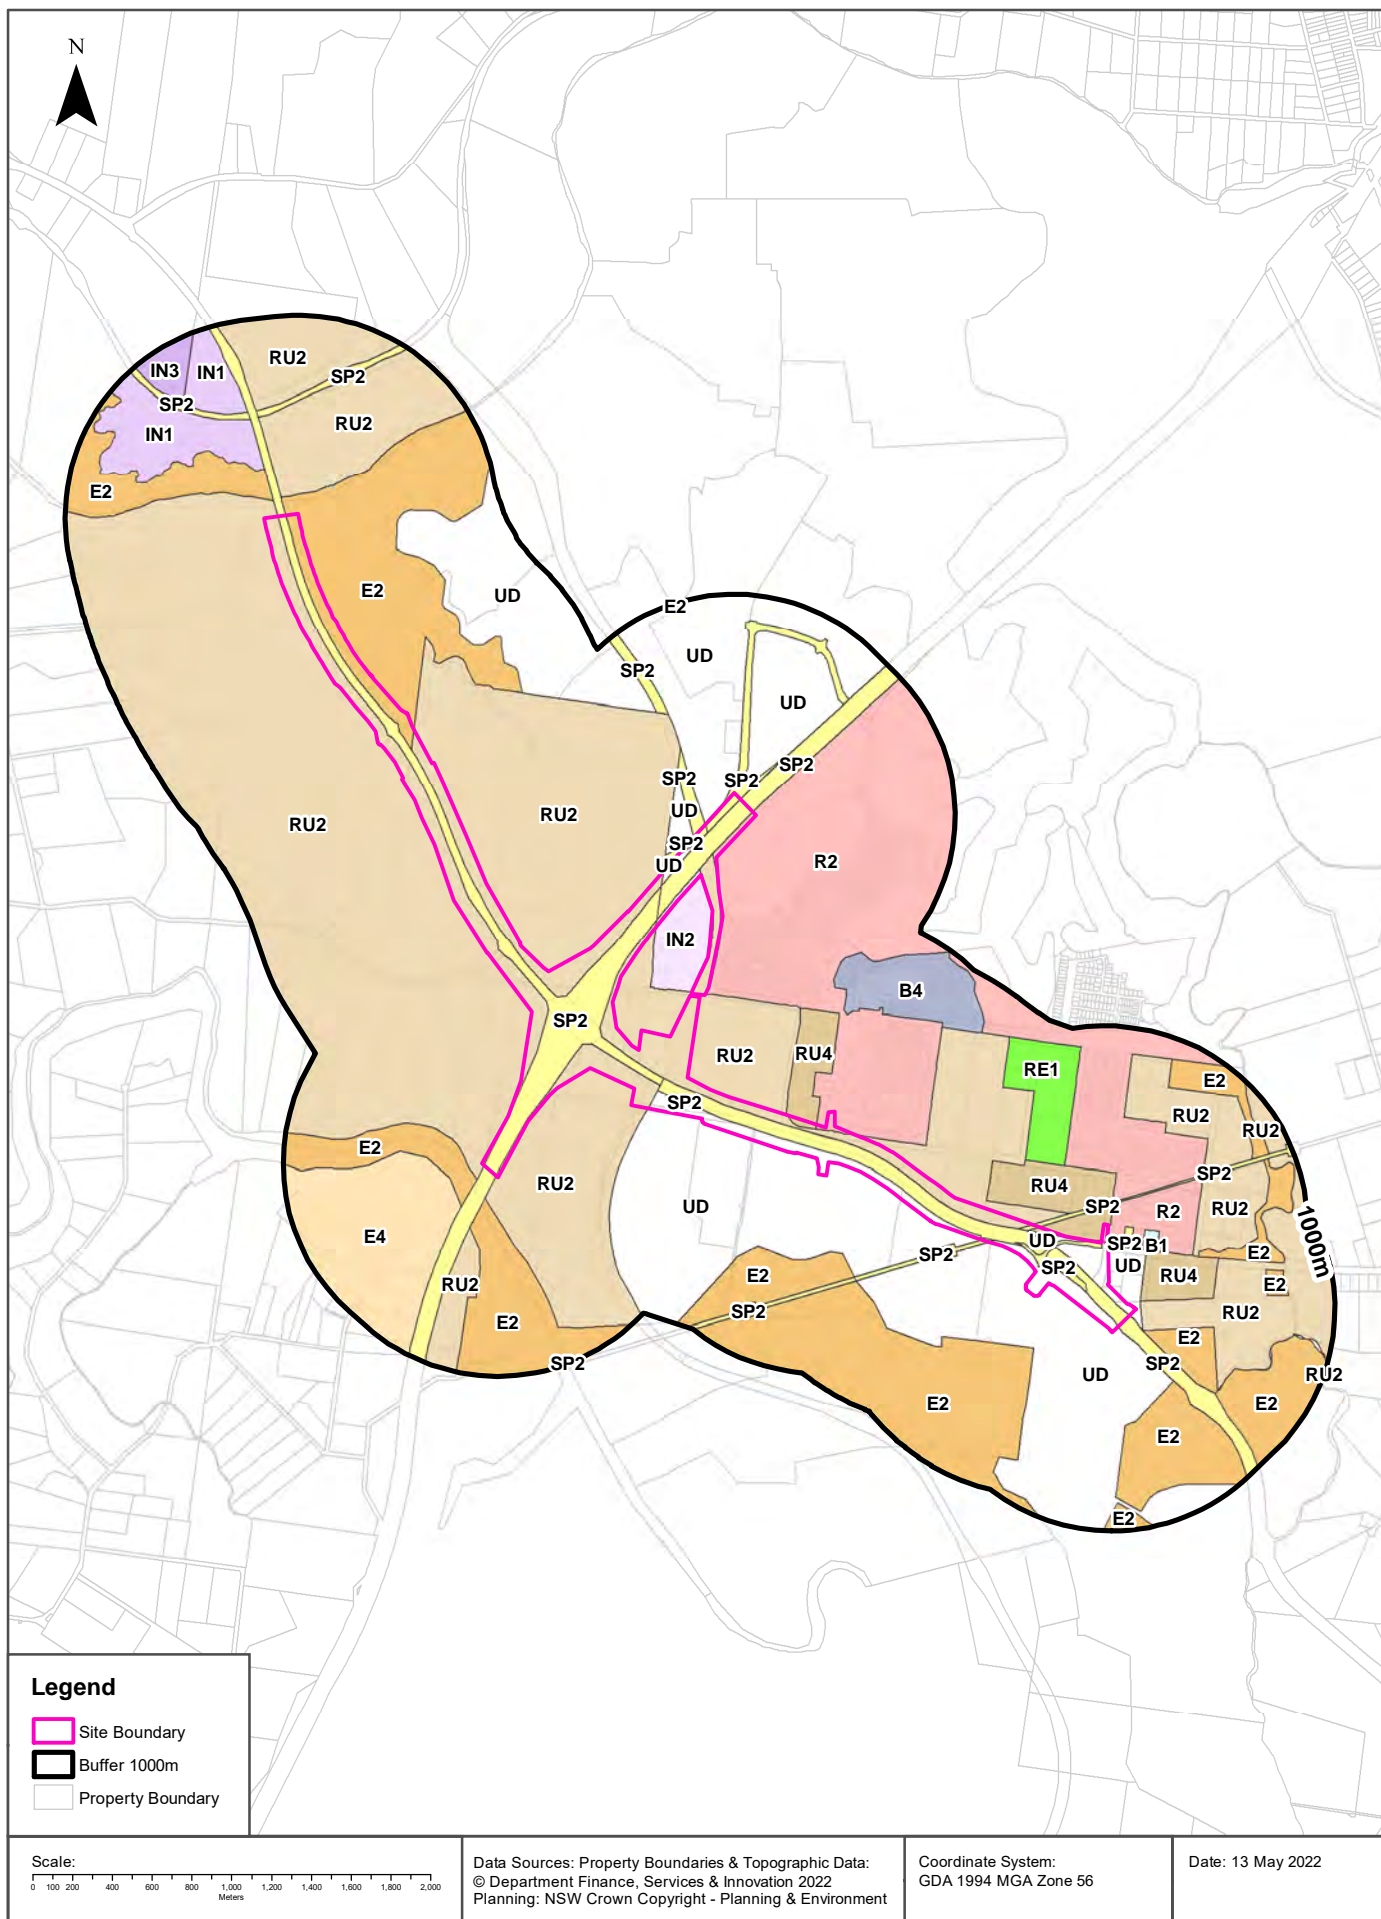 N
RU2
IN3
IN1
SP2
SP2
RU2
IN1
E2
E2
UD
E2
UD
SP2
UD
SP2
SP2
SP2
UD
RU2
RU2
SP2
UD
R2
IN2
B4
SP2
RU2
RU4
RE1
E2
SP2
RU2
RU2
E2
SP2
RU2
RU4
UD
SP2
R2
RU2
1000m
E4
UD
SP2
B1
SP2
E2
SP2
UD
E2
RU4
E2
RU2
SP2
RU2
E2
E2
SP2
SP2
RU2
UD
E2
E2
E2
E2
Legend
Site Boundary
Buffer 1000m
Property Boundary
Scale:
0 100 200 400 600 800 1,000 1,200 1,400 1,600 1,800 2,000
Meters
Data Sources: Property Boundaries & Topographic Data:
© Department Finance, Services & Innovation 2022
Planning: NSW Crown Copyright - Planning & Environment
Coordinate System:
GDA 1994 MGA Zone 56
Date: 13 May 2022